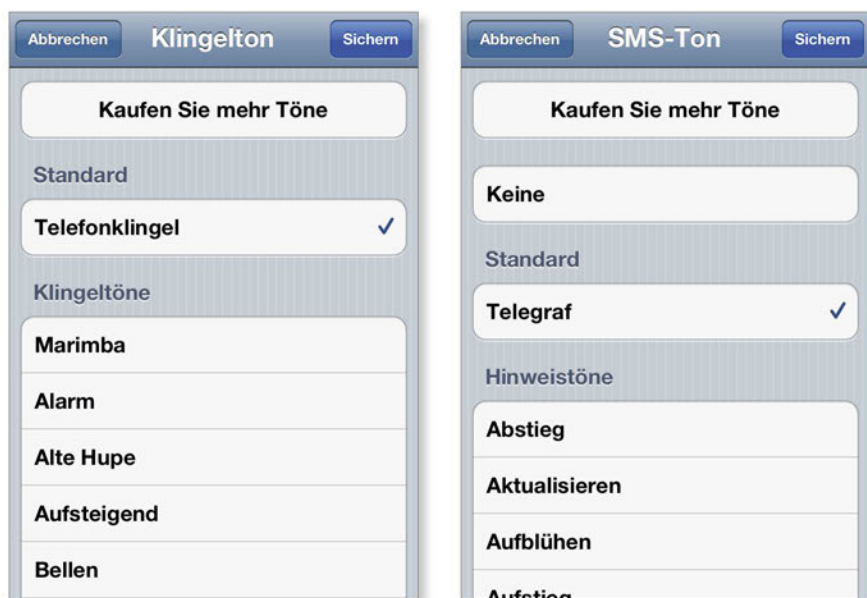 Abbrechen
Klingelton
Sichern
Kaufen Sie mehr Töne
Standard
Telefonklingel
Klingeltöne
Marimba
Alarm
Alte Hupe
Aufsteigend
Bellen
Abbrechen
SMS-Ton
Sichern
Kaufen Sie mehr Töne
Keine
Standard
Telegraf
Hinweistöne
Abstieg
Aktualisieren
Aufblühen
Aufstieg